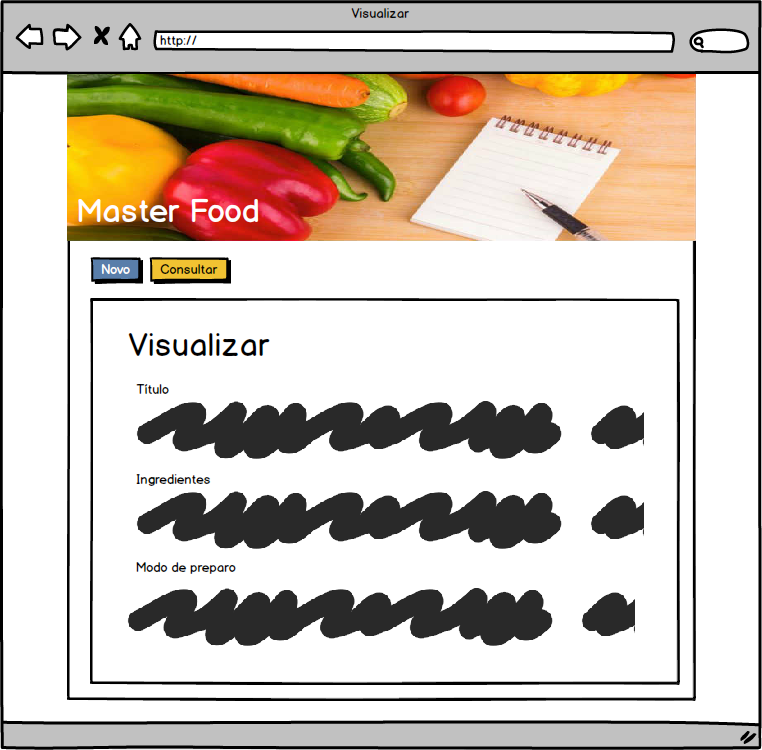 Visualizar
http://
Master Food
Novo Consultar
Visualizar
Título
Ingredientes
Modo de preparo